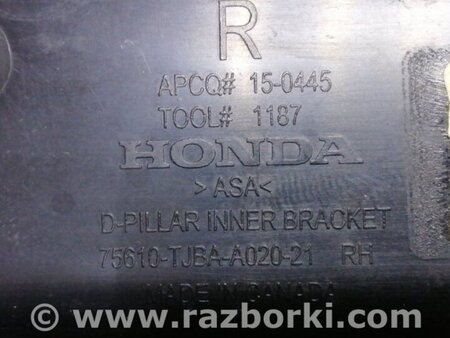 R
APCQ# 15-0445
TOOL# 1187
HONDA
>ASA<
D-PILLAR INNER BRACKET
75610-TJBA-A020-21 RH
MADE IN CANADA
© www.razborki.com